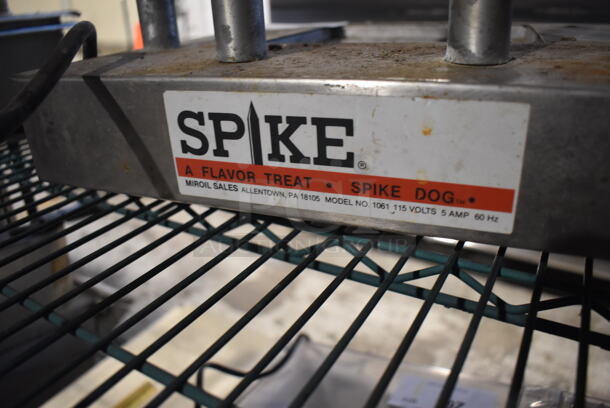 SPIKE®
A FLAVOR TREAT • SPIKE DOG™ •
MIROIL SALES ALLENTOWN, PA 18105 MODEL NO. 1061 115 VOLTS 5 AMP 60 Hz